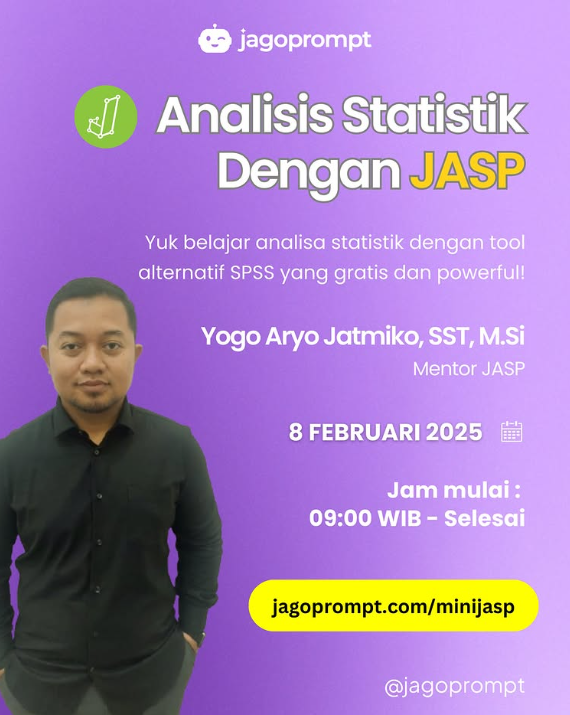 jagoprompt
Analisis Statistik
Dengan JASP
Yuk belajar analisa statistik dengan tool
alternatif SPSS yang gratis dan powerful!
Yogo Aryo Jatmiko, SST, M.Si
Mentor JASP
8 FEBRUARI 2025
Jam mulai :
09:00 WIB - Selesai
jagoprompt.com/minijasp
@jagoprompt